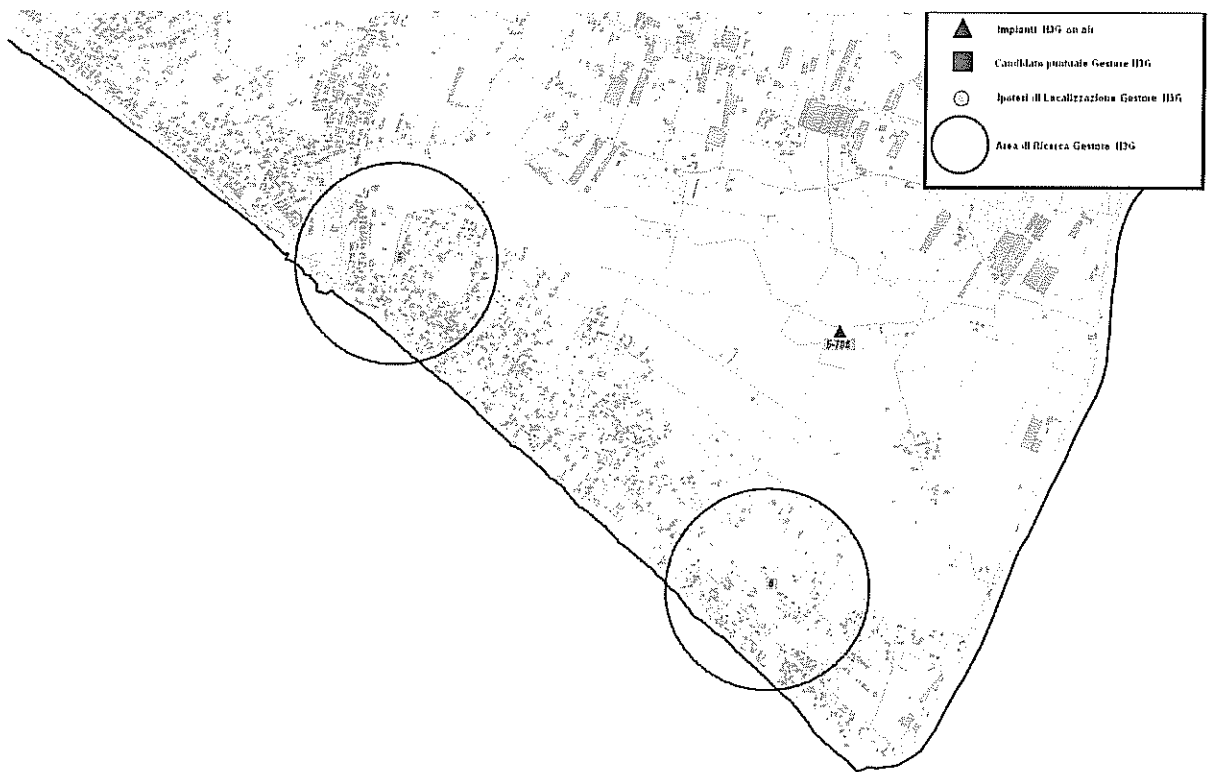 Impianti H3G on air
Candidato puntuale Gestore H3G
Ipotesi di Localizzazione Gestore H3G
Area di Ricerca Gestore H3G